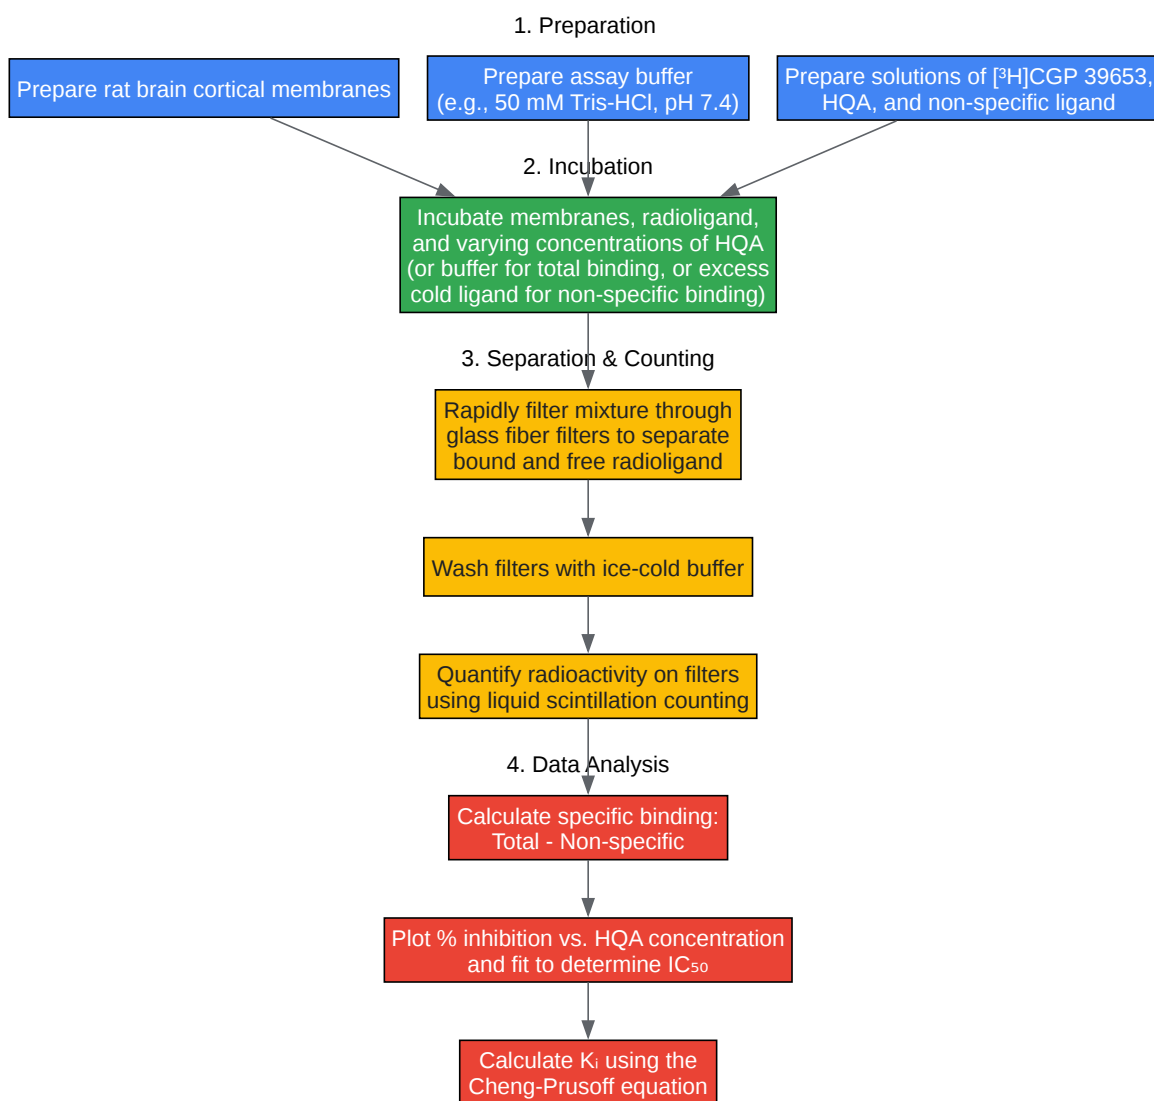 1. Preparation
Prepare rat brain cortical membranes
Prepare assay buffer
(e.g., 50 mM Tris-HCl, pH 7.4)
Prepare solutions of [³H]CGP 39653,
HQA, and non-specific ligand
2. Incubation
Incubate membranes, radioligand,
and varying concentrations of HQA
(or buffer for total binding, or excess
cold ligand for non-specific binding)
3. Separation & Counting
Rapidly filter mixture through
glass fiber filters to separate
bound and free radioligand
Wash filters with ice-cold buffer
Quantify radioactivity on filters
using liquid scintillation counting
4. Data Analysis
Calculate specific binding:
Total - Non-specific
Plot % inhibition vs. HQA concentration
and fit to determine IC₅₀
Calculate Kᵢ using the
Cheng-Prusoff equation